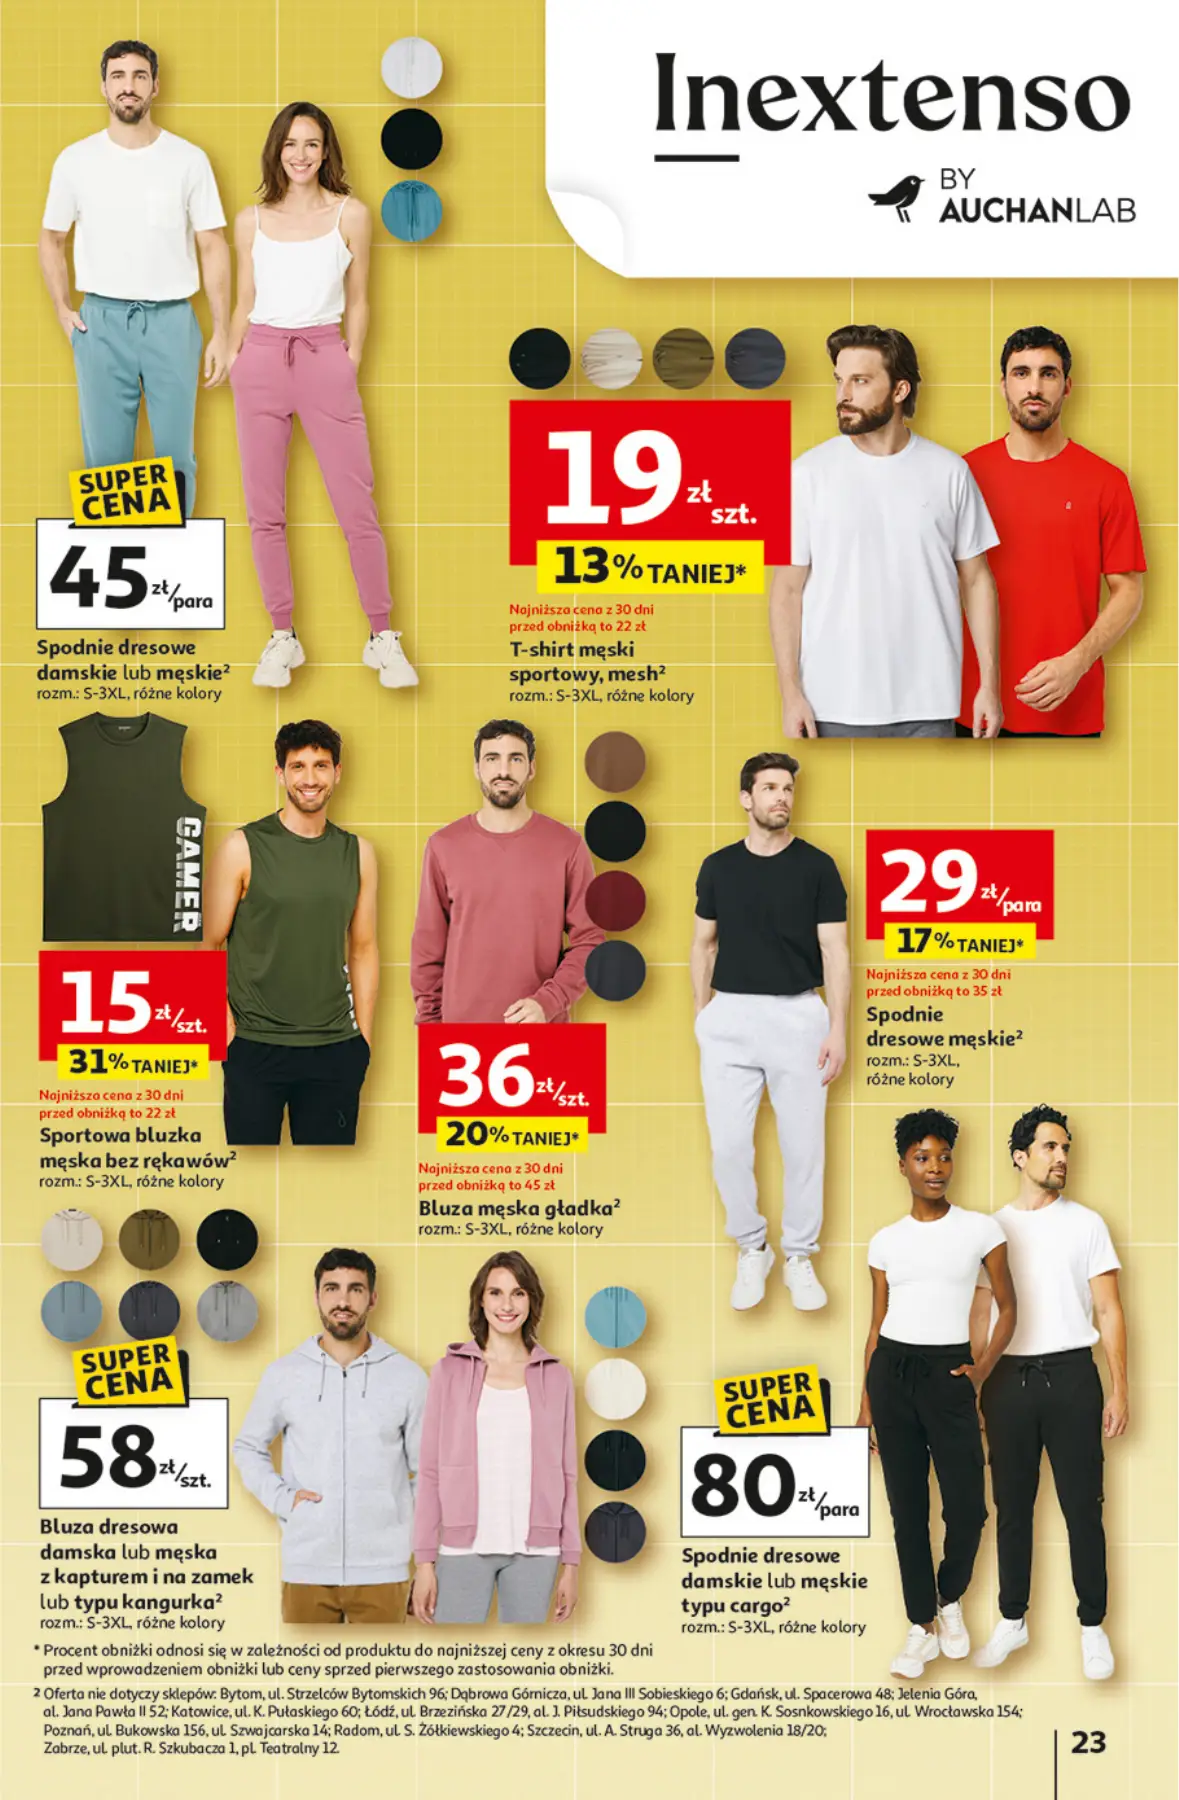 Inextenso
BY
AUCHANLAB
SUPER
CENA
45 zł/para
Spodnie dresowe
damskie lub męskie²
rozm.: S-3XL, różne kolory
19 zł
szt.
13% TANIEJ*
Najniższa cena z 30 dni
przed obniżką to 22 zł
T-shirt męski
sportowy, mesh²
rozm.: S-3XL, różne kolory
GAMER
15 zł/szt.
31% TANIEJ*
Najniższa cena z 30 dni
przed obniżką to 22 zł
Sportowa bluzka
męska bez rękawów²
rozm.: S-3XL, różne kolory
36 zł/szt.
20% TANIEJ*
Najniższa cena z 30 dni
przed obniżką to 45 zł
Bluza męska gładka²
rozm.: S-3XL, różne kolory
29 zł/para
17% TANIEJ*
Najniższa cena z 30 dni
przed obniżką to 35 zł
Spodnie
dresowe męskie²
rozm.: S-3XL,
różne kolory
SUPER
CENA
58 zł/szt.
Bluza dresowa
damska lub męska
z kapturem i na zamek
lub typu kangurka²
rozm.: S-3XL, różne kolory
SUPER
CENA
80 zł/para
Spodnie dresowe
damskie lub męskie
typu cargo²
rozm.: S-3XL, różne kolory
* Procent obniżki odnosi się w zależności od produktu do najniższej ceny z okresu 30 dni
przed wprowadzeniem obniżki lub ceny sprzed pierwszego zastosowania obniżki.
2 Oferta nie dotyczy sklepów: Bytom, ul. Strzelców Bytomskich 96; Dąbrowa Górnicza, ul. Jana III Sobieskiego 6; Gdańsk, ul. Spacerowa 48; Jelenia Góra,
al. Jana Pawła II 52; Katowice, ul. K. Pułaskiego 60; Łódź, ul. Brzezińska 27/29, al. J. Piłsudskiego 94; Opole, ul. gen. K. Sosnkowskiego 16, ul. Wrocławska 154;
Poznań, ul. Bukowska 156, ul. Szwajcarska 14; Radom, ul. S. Żółkiewskiego 4; Szczecin, ul. A. Struga 36, al. Wyzwolenia 18/20;
Zabrze, ul. plut. R. Szkubacza 1, pl. Teatralny 12.
23